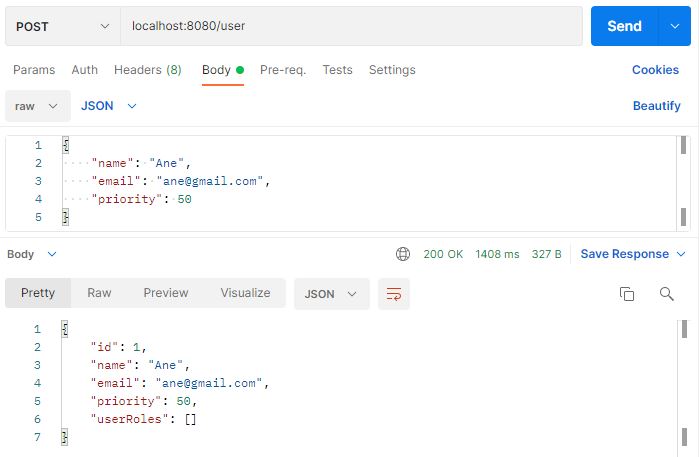 POST localhost:8080/user Send
Params Auth Headers (8) Body Pre-req. Tests Settings Cookies
raw JSON Beautify
1 {
2 "name": "Ane",
3 "email": "ane@gmail.com",
4 "priority": 50
5 }
Body 200 OK 1408 ms 327 B Save Response
Pretty Raw Preview Visualize JSON
1 {
2 "id": 1,
3 "name": "Ane",
4 "email": "ane@gmail.com",
5 "priority": 50,
6 "userRoles": []
7 }